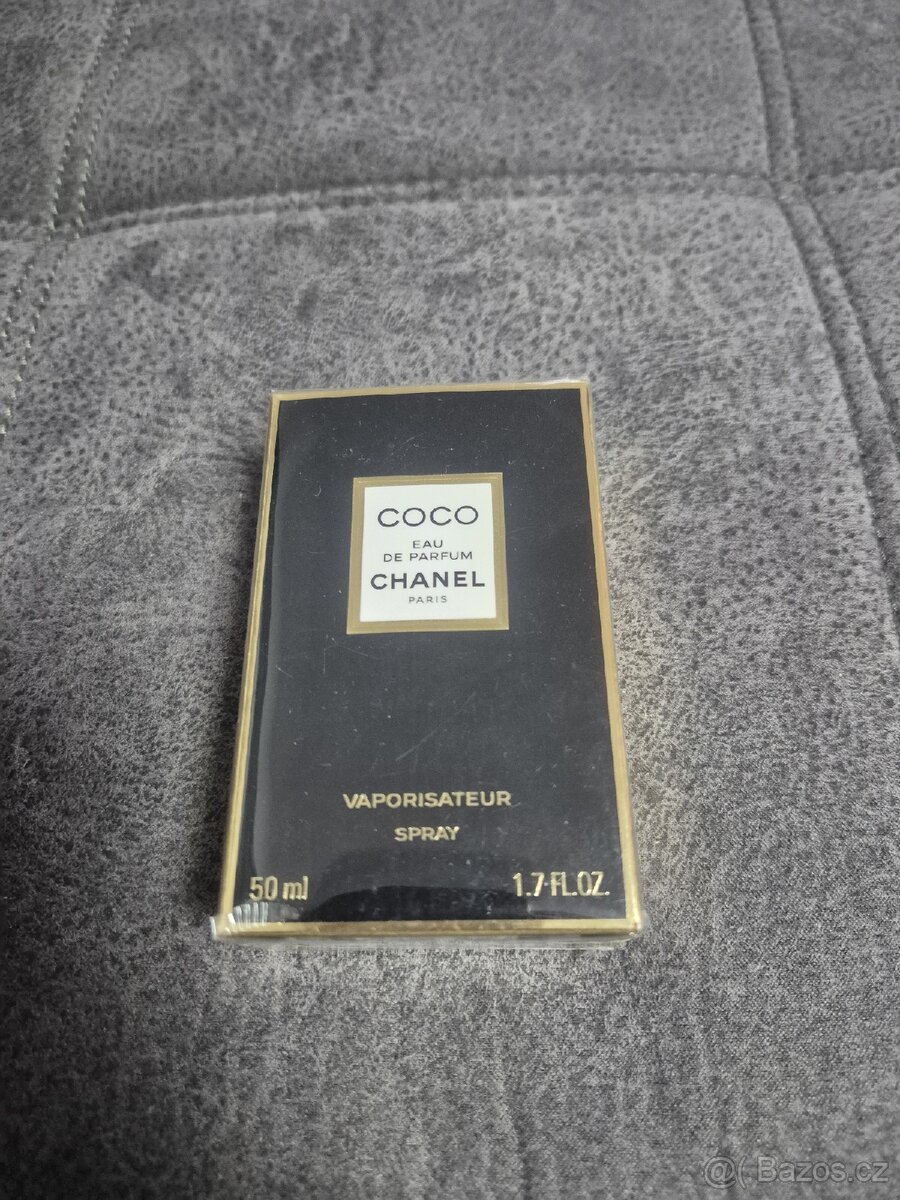 COCO
EAU
DE PARFUM
CHANEL
PARIS
VAPORISATEUR
SPRAY
50 ml 1.7 FL.OZ.
@( Bazos.cz